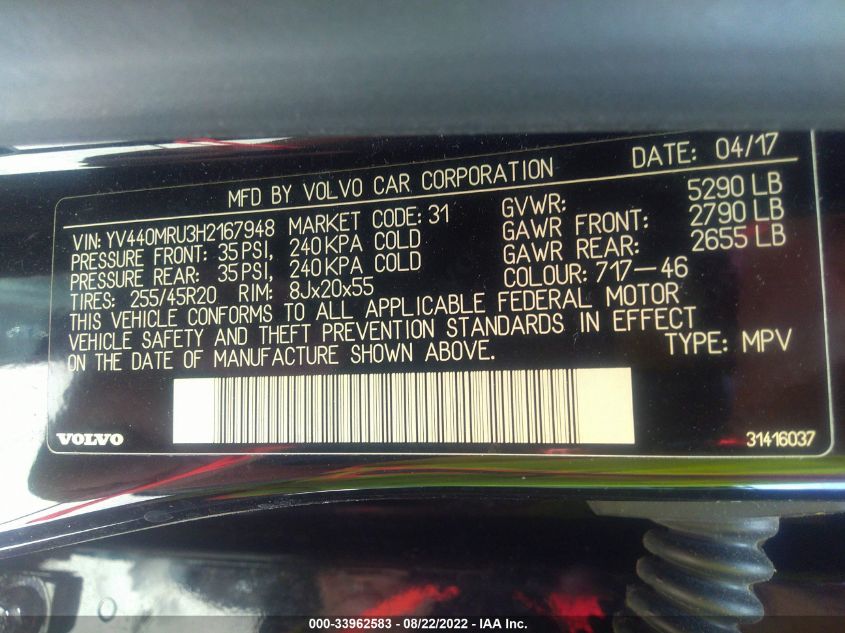 MFD BY VOLVO CAR CORPORATION DATE: 04/17
VIN: YV440MRU3H2167948 MARKET CODE: 31 GVWR: 5290 LB
PRESSURE FRONT: 35 PSI, 240 KPA COLD GAWR FRONT: 2790 LB
PRESSURE REAR: 35 PSI, 240 KPA COLD GAWR REAR: 2655 LB
TIRES: 255/45R20 RIM: 8Jx20x55 COLOUR: 717-46
THIS VEHICLE CONFORMS TO ALL APPLICABLE FEDERAL MOTOR
VEHICLE SAFETY AND THEFT PREVENTION STANDARDS IN EFFECT
ON THE DATE OF MANUFACTURE SHOWN ABOVE. TYPE: MPV
VOLVO 31416037
000-33962583 - 08/22/2022 - IAA Inc.